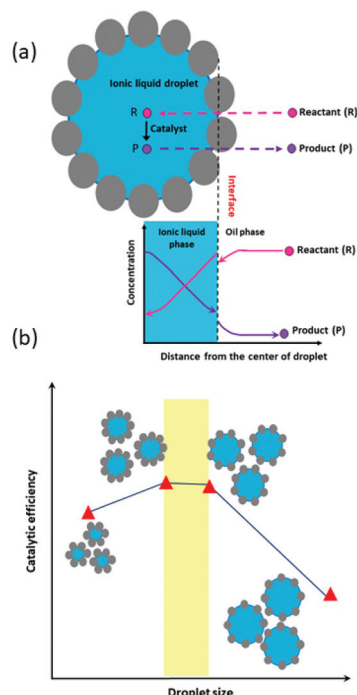 (a)
Ionic liquid droplet
R
Reactant (R)
Catalyst
P
Product (P)
Interface
Ionic liquid
phase
Oil phase
Reactant (R)
Concentration
Product (P)
Distance from the center of droplet
(b)
Catalytic efficiency
Droplet size